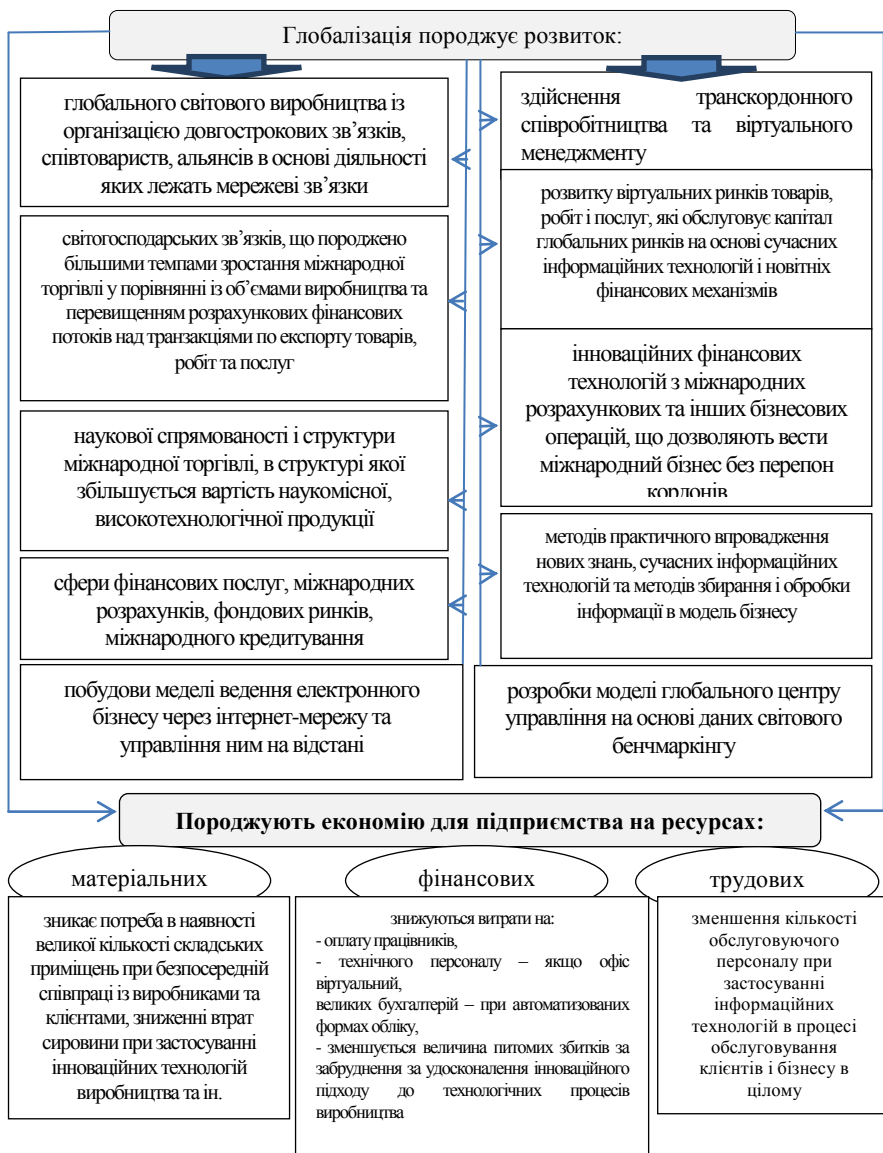 Глобалізація породжує розвиток:
глобального світового виробництва із
організацією довгострокових зв’язків,
співтовариств, альянсів в основі діяльності
яких лежать мережеві зв’язки
світогосподарських зв’язків, що породжено
більшими темпами зростання міжнародної
торгівлі у порівнянні із об’ємами виробництва та
перевищенням розрахункових фінансових
потоків над транзакціями по експорту товарів,
робіт та послуг
наукової спрямованості і структури
міжнародної торгівлі, в структурі якої
збільшується вартість наукомісної,
високотехнологічної продукції
сфери фінансових послуг, міжнародних
розрахунків, фондових ринків,
міжнародного кредитування
побудови меделі ведення електронного
бізнесу через інтернет-мережу та
управління ним на відстані
здійснення транскордонного
співробітництва та віртуального
менеджменту
розвитку віртуальних ринків товарів,
робіт і послуг, які обслуговує капітал
глобальних ринків на основі сучасних
інформаційних технологій і новітніх
фінансових механізмів
інноваційних фінансових
технологій з міжнародних
розрахункових та інших бізнесових
операцій, що дозволяють вести
міжнародний бізнес без перепон
кордонів
методів практичного впровадження
нових знань, сучасних інформаційних
технологій та методів збирання і обробки
інформації в модель бізнесу
розробки моделі глобального центру
управління на основі даних світового
бенчмаркінгу
Породжують економію для підприємства на ресурсах:
матеріальних
зникає потреба в наявності
великої кількості складських
приміщень при безпосередній
співпраці із виробниками та
клієнтами, зниженні втрат
сировини при застосуванні
інноваційних технологій
виробництва та ін.
фінансових
знижуються витрати на:
- оплату працівників,
- технічного персоналу – якщо офіс
віртуальний,
великих бухгалтерій – при автоматизованих
формах обліку,
- зменшується величина питомих збитків за
забруднення за удосконалення інноваційного
підходу до технологічних процесів
виробництва
трудових
зменшення кількості
обслуговуючого
персоналу при
застосуванні
інформаційних
технологій в процесі
обслуговування
клієнтів і бізнесу в
цілому